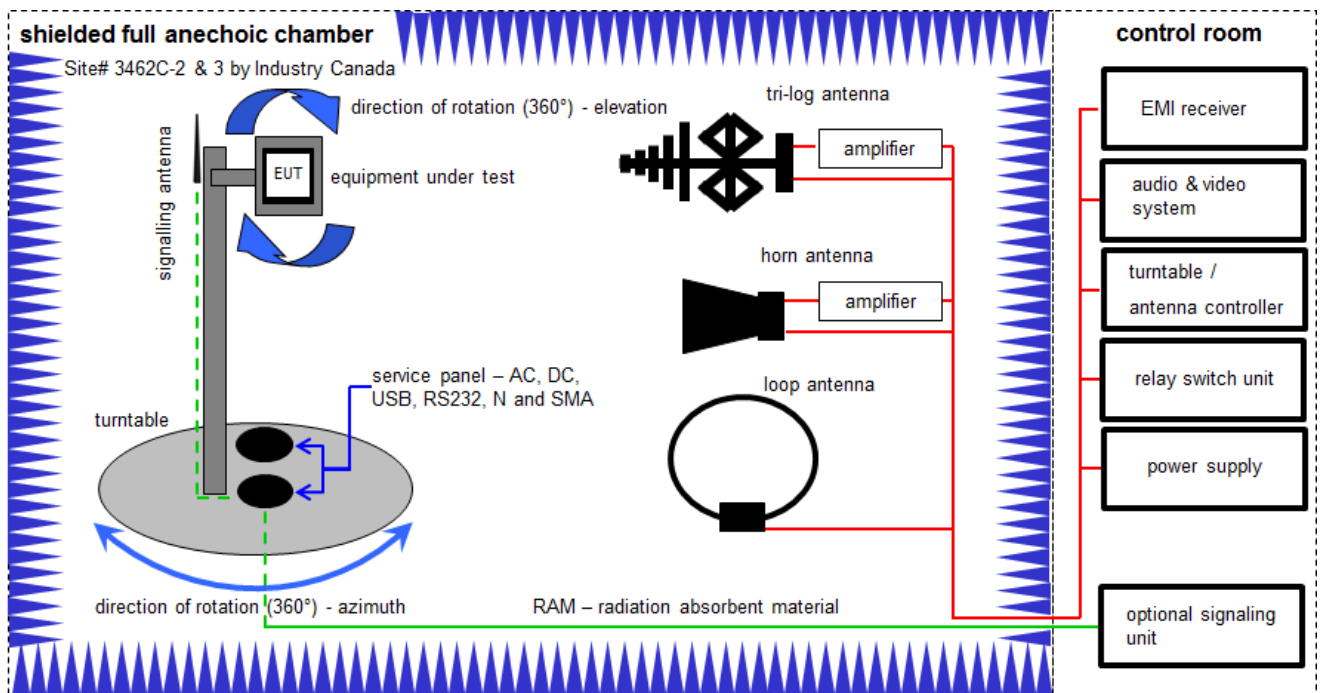 shielded full anechoic chamber
Site# 3462C-2 & 3 by Industry Canada
direction of rotation (360°) - elevation
signalling antenna
EUT
equipment under test
tri-log antenna
amplifier
horn antenna
amplifier
loop antenna
service panel – AC, DC,
USB, RS232, N and SMA
turntable
direction of rotation (360°) - azimuth
RAM – radiation absorbent material
control room
EMI receiver
audio & video
system
turntable /
antenna controller
relay switch unit
power supply
optional signaling
unit